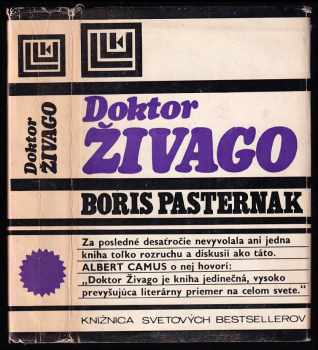 Doktor
ŽIVAGO
Doktor
ŽIVAGO
BORIS PASTERNAK
Za posledné desaťročie nevyvolala ani jedna
kniha toľko rozruchu a diskusií ako táto.
ALBERT CAMUS o nej hovorí:
„Doktor Živago je kniha jedinečná, vysoko
prevyšujúca literárny priemer na celom svete."
KNIŽNICA SVETOVÝCH BESTSELLEROV